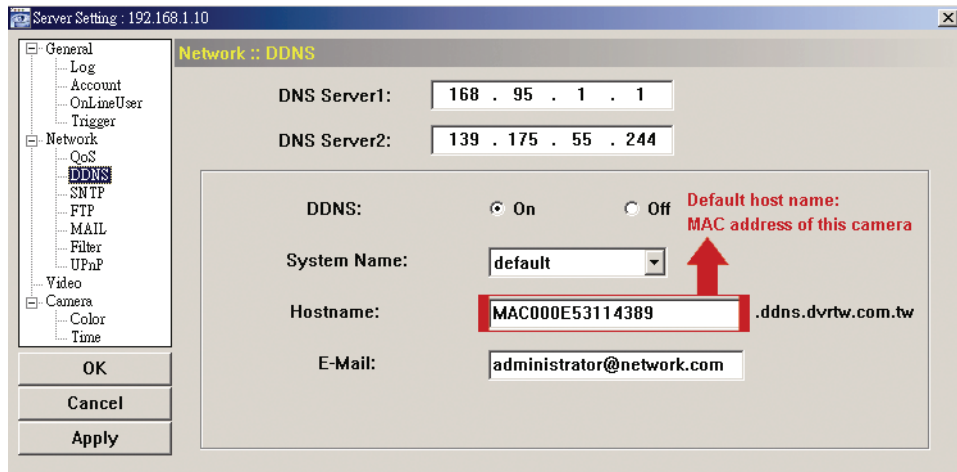 Server Setting : 192.168.1.10
General
Log
Account
OnLineUser
Trigger
Network
QoS
DDNS
SNTP
FTP
MAIL
Filter
UPnP
Video
Camera
Color
Time
OK
Cancel
Apply
Network :: DDNS
DNS Server1: 168 . 95 . 1 . 1
DNS Server2: 139 . 175 . 55 . 244
DDNS: On Off
Default host name:
MAC address of this camera
System Name: default
Hostname: MAC000E53114389 .ddns.dvrtw.com.tw
E-Mail: administrator@network.com